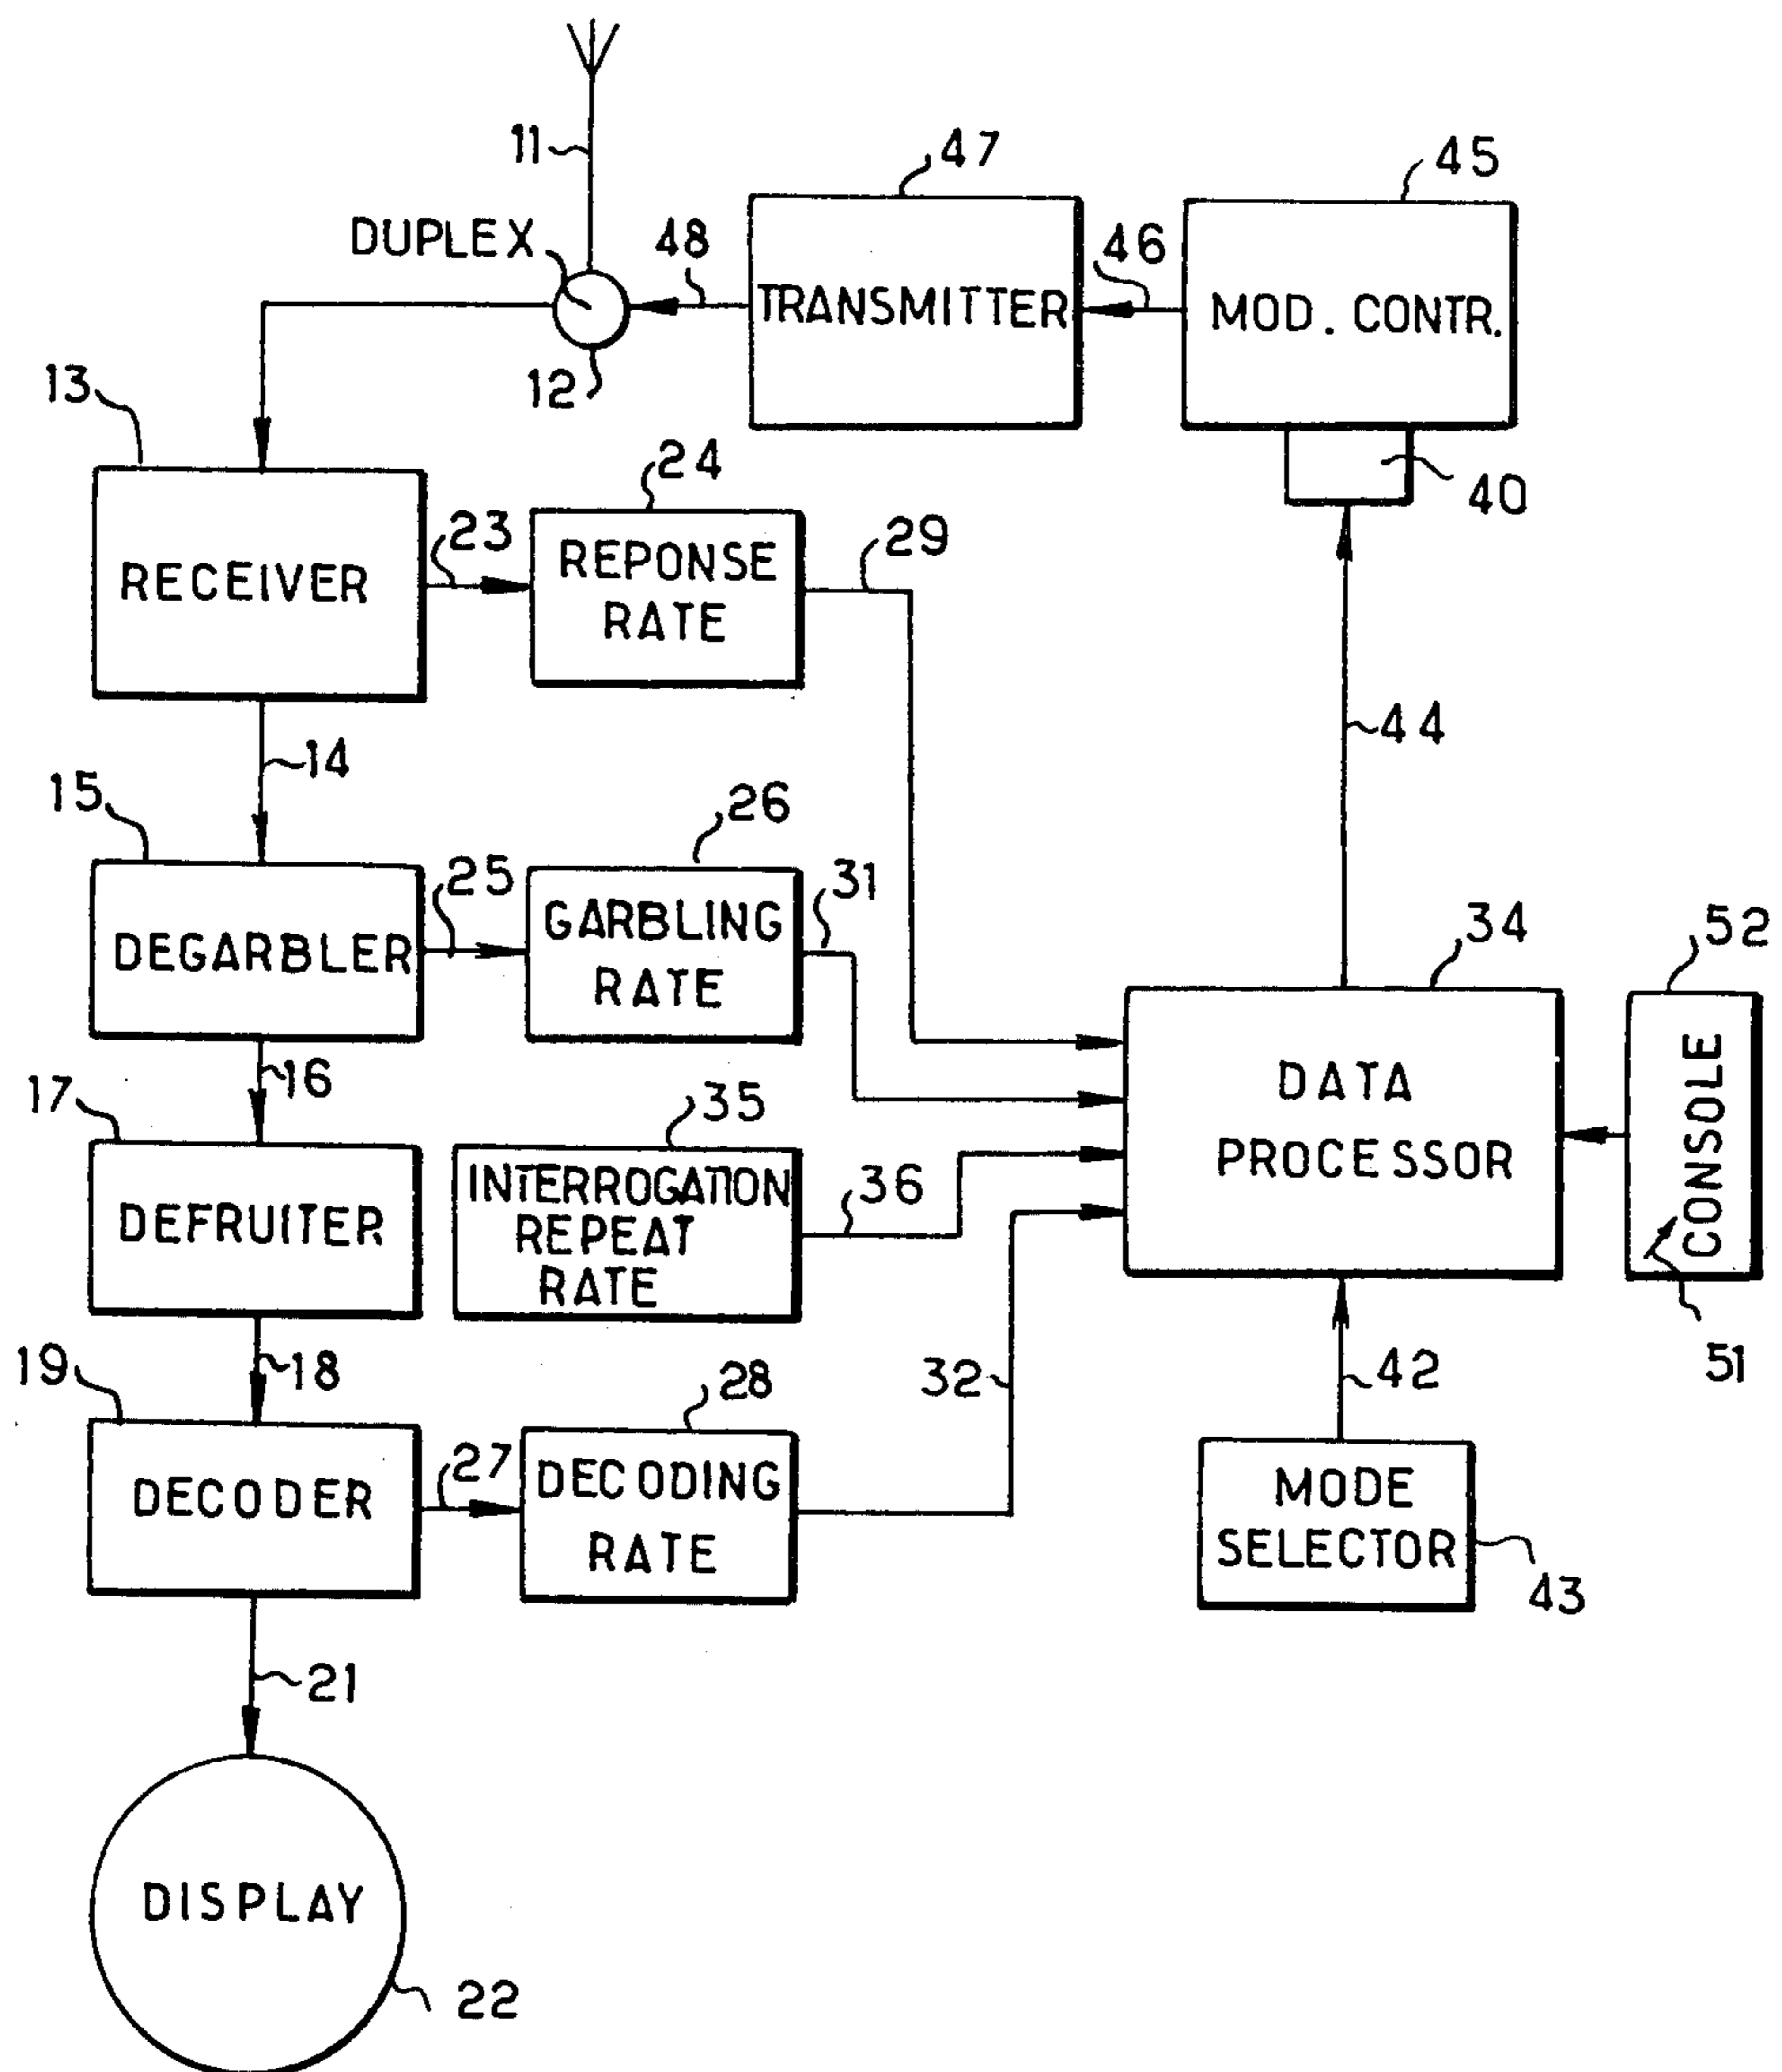 11
47
45
DUPLEX
48
46
TRANSMITTER
MOD. CONTR.
12
13
40
24
23
29
RECEIVER
REPONSE
RATE
44
14
15
26
25
31
DEGARBLER
GARBLING
RATE
34
52
16
17
35
DATA
PROCESSOR
CONSOLE
INTERROGATION
REPEAT
RATE
36
DEFRUITER
51
19
18
28
32
42
27
DECODER
DECODING
RATE
MODE
SELECTOR
43
21
DISPLAY
22